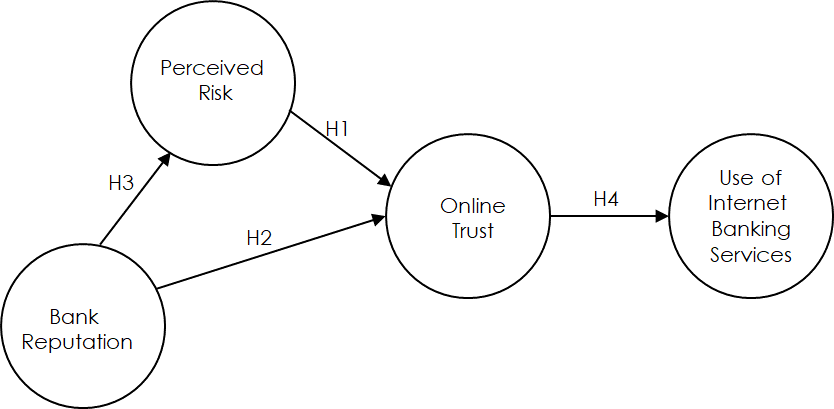 Perceived
Risk
H1
H3
Online
Trust
H4
Use of
Internet
Banking
Services
H2
Bank
Reputation